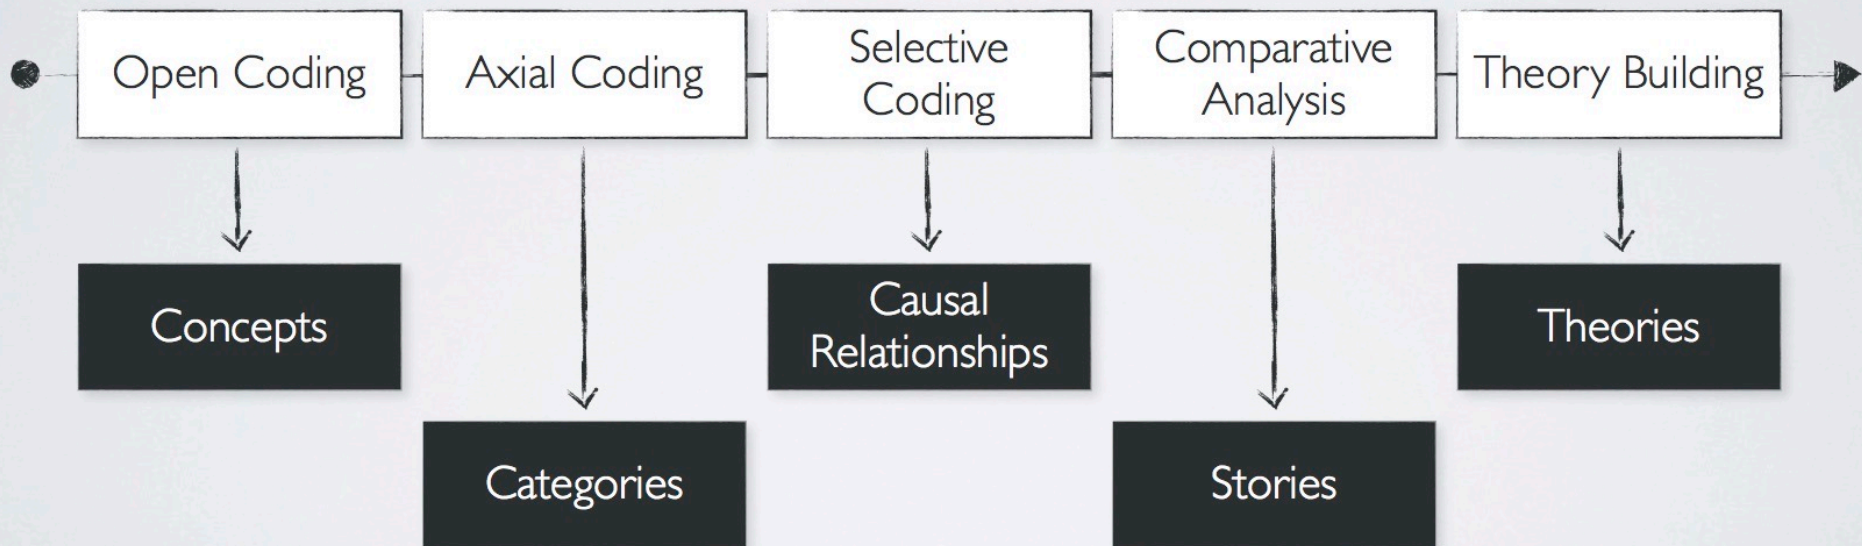 Open Coding
Axial Coding
Selective
Coding
Comparative
Analysis
Theory Building
Concepts
Causal
Relationships
Theories
Categories
Stories